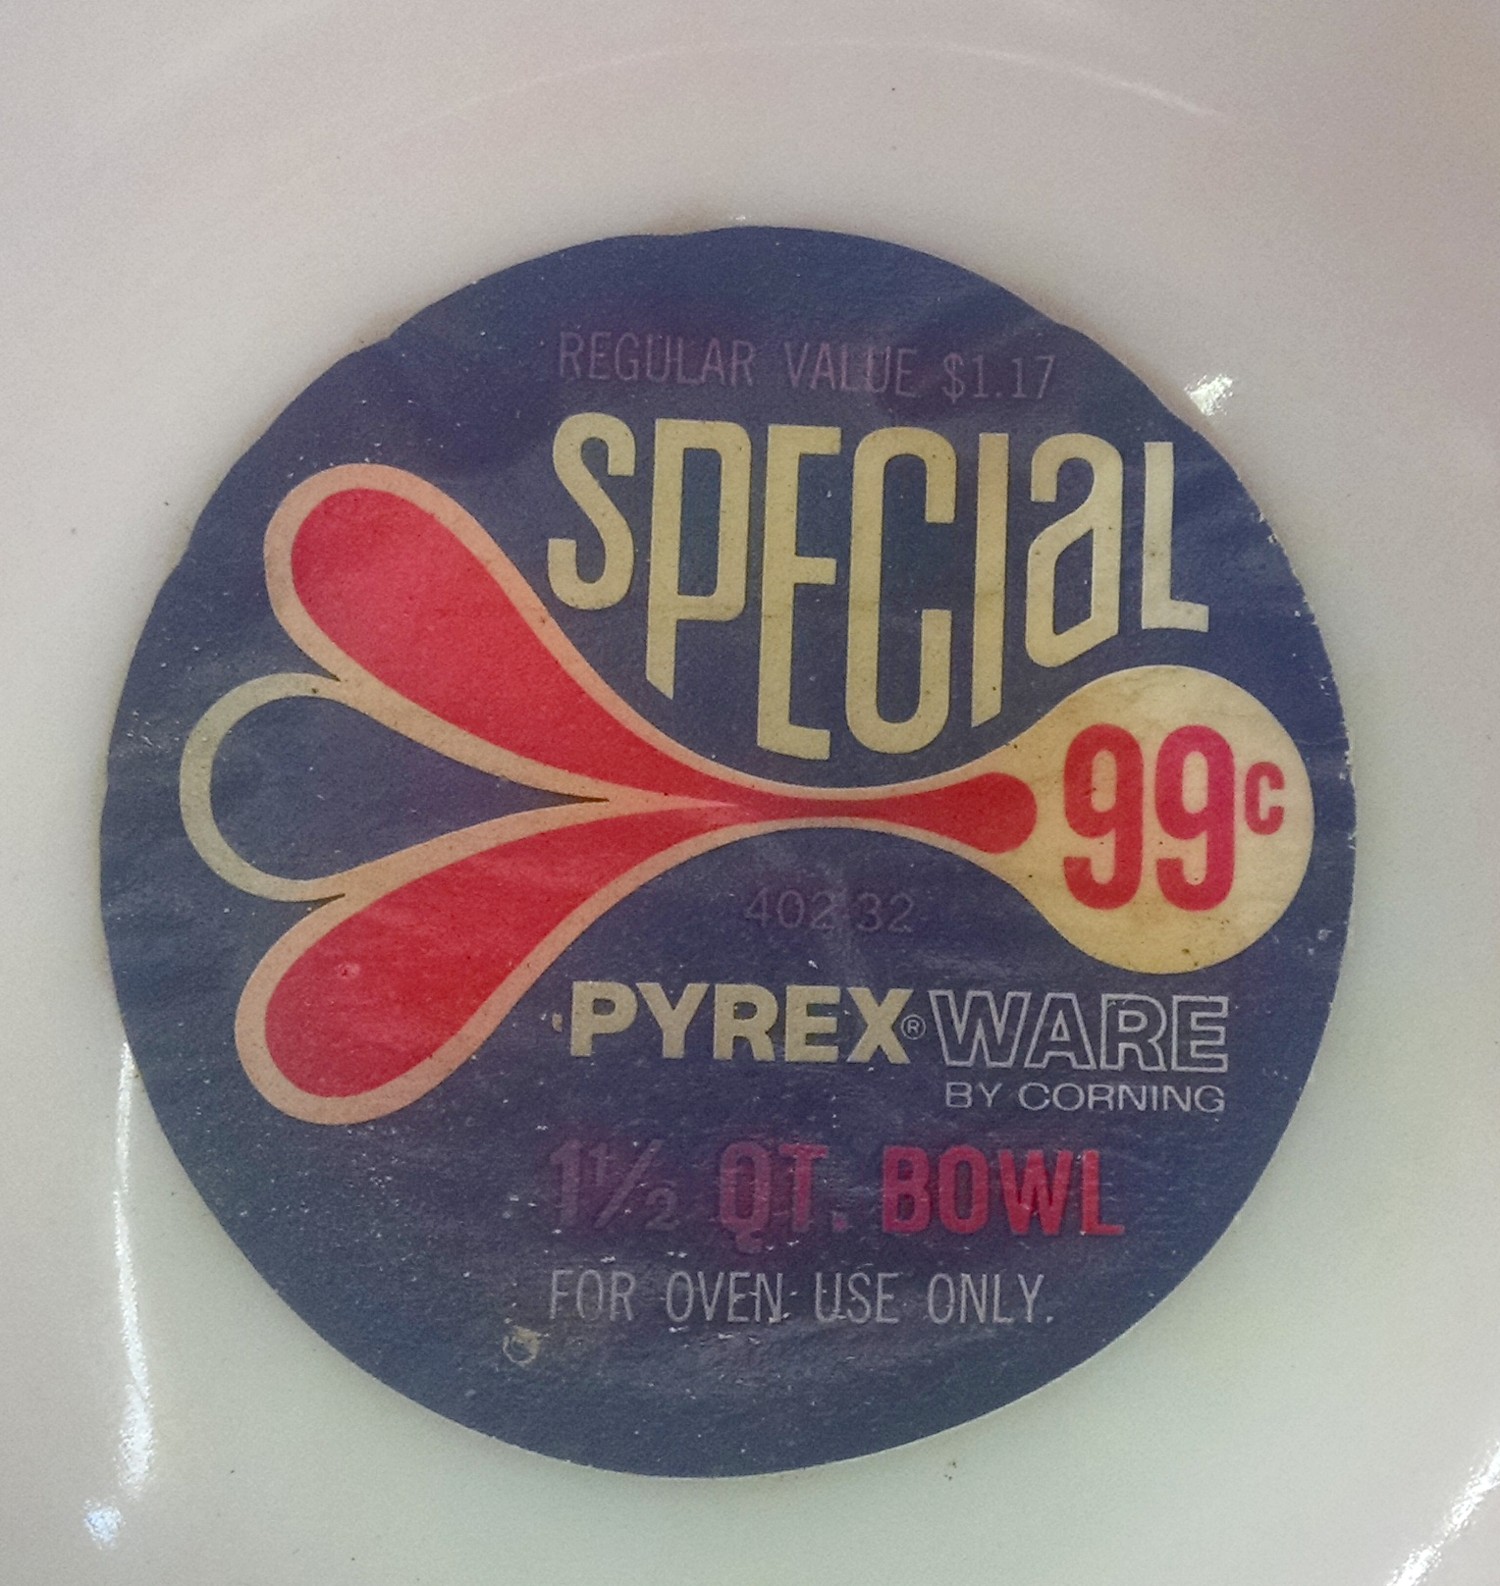 REGULAR VALUE $1.17
SPECIAL
99c
402 32
PYREX® WARE
BY CORNING
1½ QT. BOWL
FOR OVEN USE ONLY.